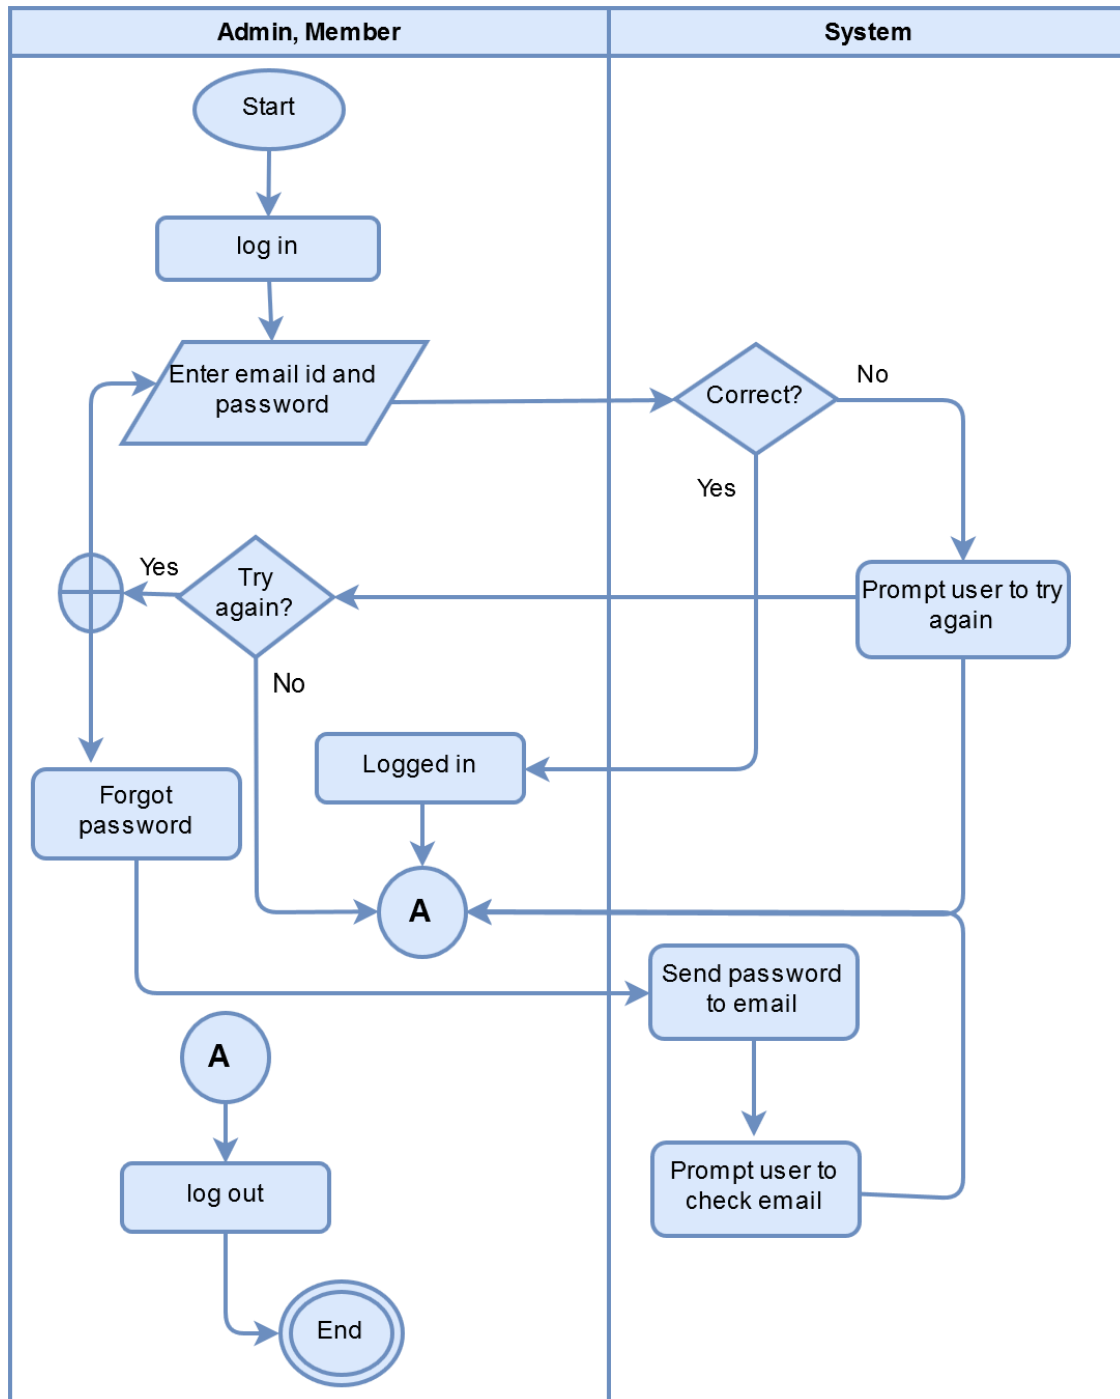 Admin, Member
System
Start
log in
Enter email id and
password
Correct?
No
Yes
Prompt user to try
again
Try
again?
Yes
No
Logged in
Forgot
password
A
Send password
to email
A
Prompt user to
check email
log out
End